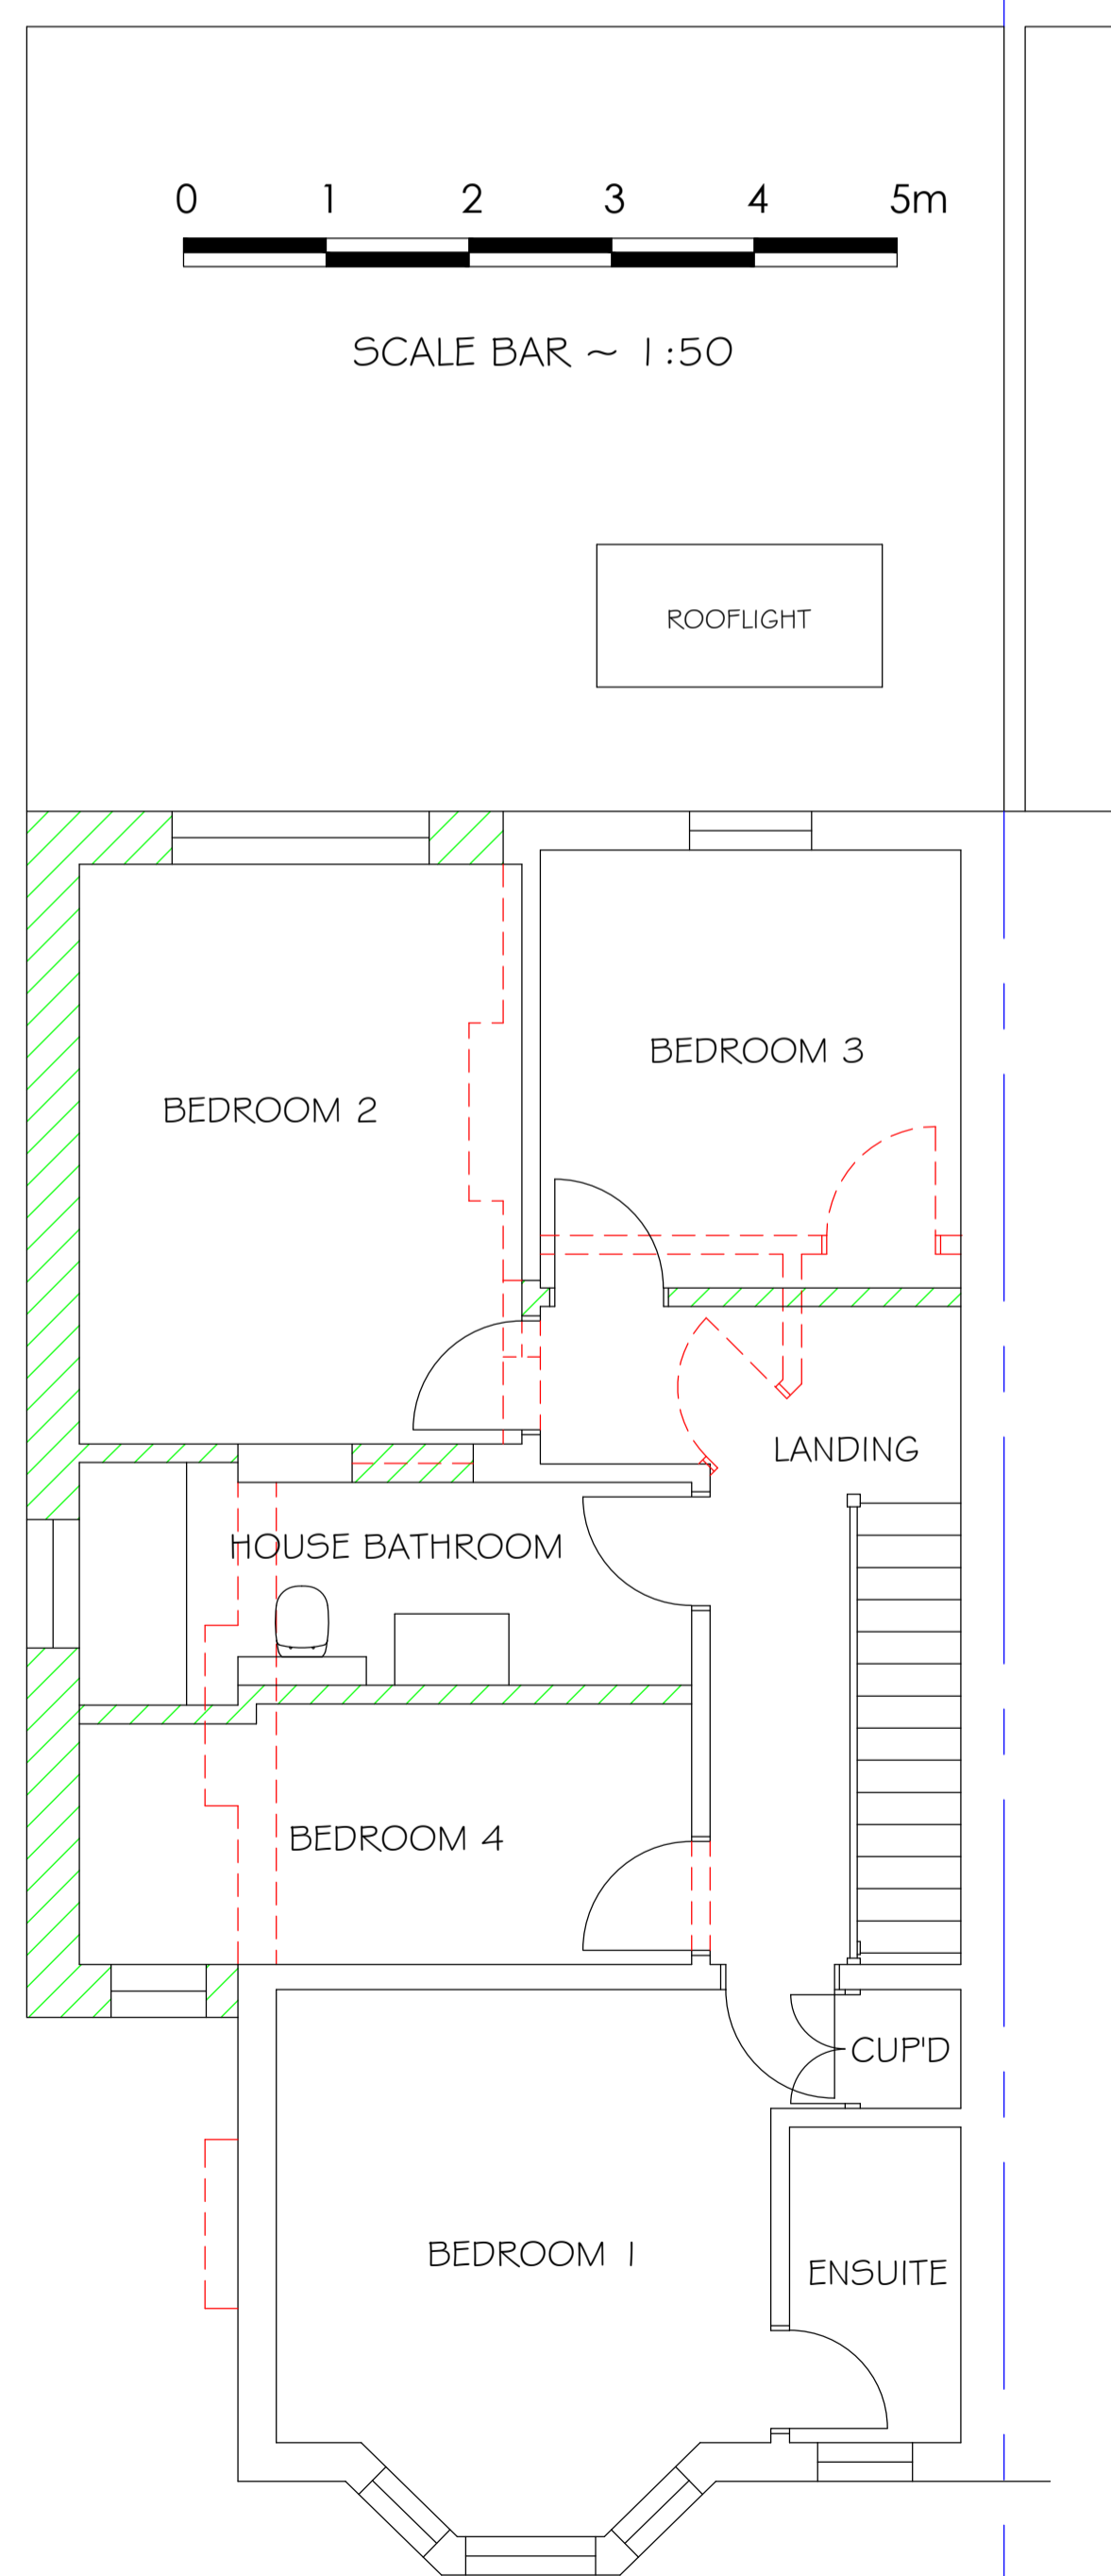 0 1 2 3 4 5m
SCALE BAR ~ 1:50
ROOFLIGHT
BEDROOM 3
BEDROOM 2
LANDING
HOUSE BATHROOM
BEDROOM 4
CUP'D
BEDROOM 1
ENSUITE